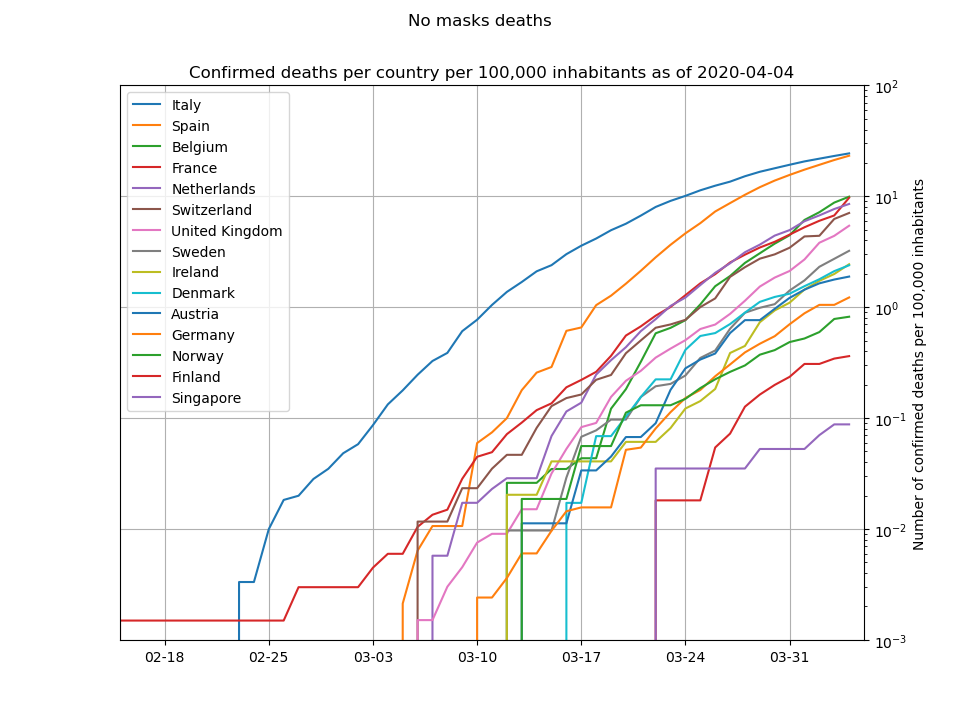 No masks deaths
Confirmed deaths per country per 100,000 inhabitants as of 2020-04-04
Italy
Spain
Belgium
France
Netherlands
Switzerland
United Kingdom
Sweden
Ireland
Denmark
Austria
Germany
Norway
Finland
Singapore
10²
10¹
10⁰
10⁻¹
10⁻²
10⁻³
Number of confirmed deaths per 100,000 inhabitants
02-18 02-25 03-03 03-10 03-17 03-24 03-31